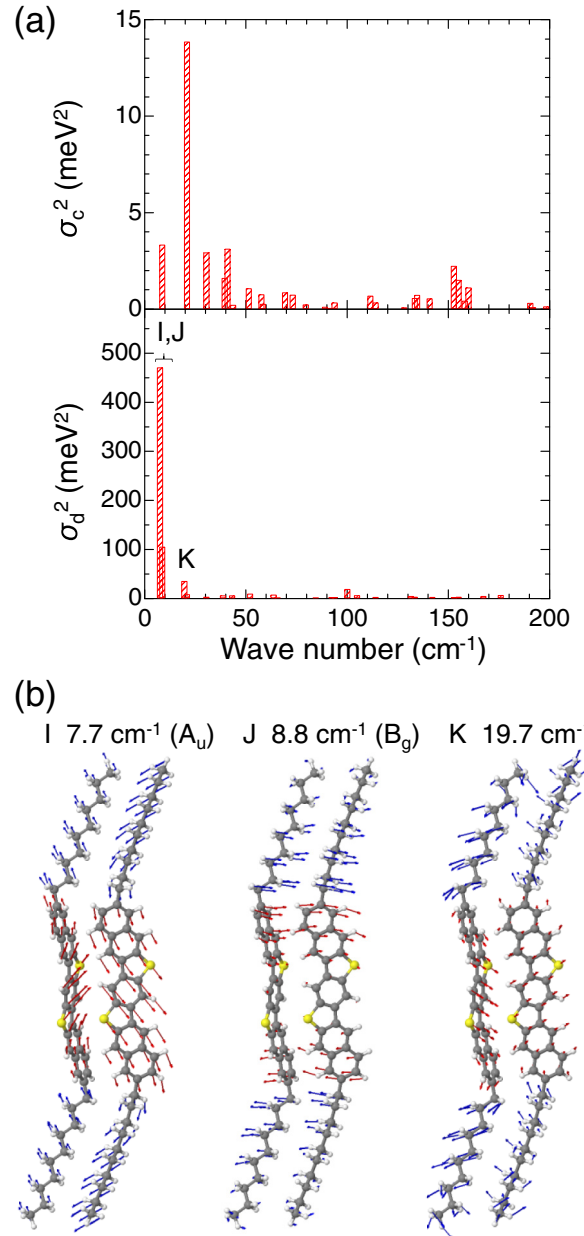 (a)
15
10
5
0
σc² (meV²)
I,J
500
400
300
200
100
0
σd² (meV²)
K
0 50 100 150 200
Wave number (cm⁻¹)
(b)
I 7.7 cm⁻¹ (Au) J 8.8 cm⁻¹ (Bg) K 19.7 cm⁻